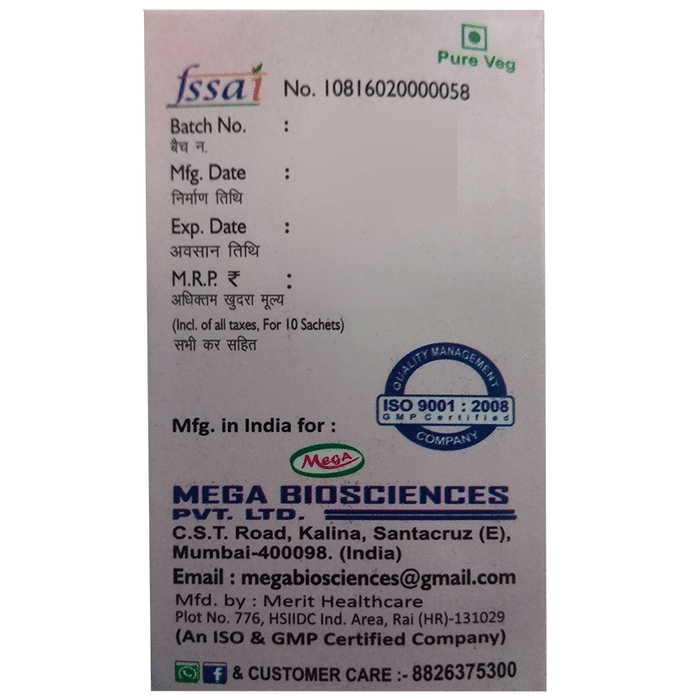 Pure Veg
fssai No. 10816020000058
Batch No. :
बैच न.
Mfg. Date :
निर्माण तिथि
Exp. Date :
अवसान तिथि
M.R.P. ₹ :
अधिक्तम खुदरा मूल्य
(Incl. of all taxes, For 10 Sachets)
सभी कर सहित
QUALITY MANAGEMENT
ISO 9001 : 2008
GMP Certified
COMPANY
Mfg. in India for :
MEGA
MEGA BIOSCIENCES
PVT. LTD.
C.S.T. Road, Kalina, Santacruz (E),
Mumbai-400098. (India)
Email : megabiosciences@gmail.com
Mfd. by : Merit Healthcare
Plot No. 776, HSIIDC Ind. Area, Rai (HR)-131029
(An ISO & GMP Certified Company)
f & CUSTOMER CARE :- 8826375300